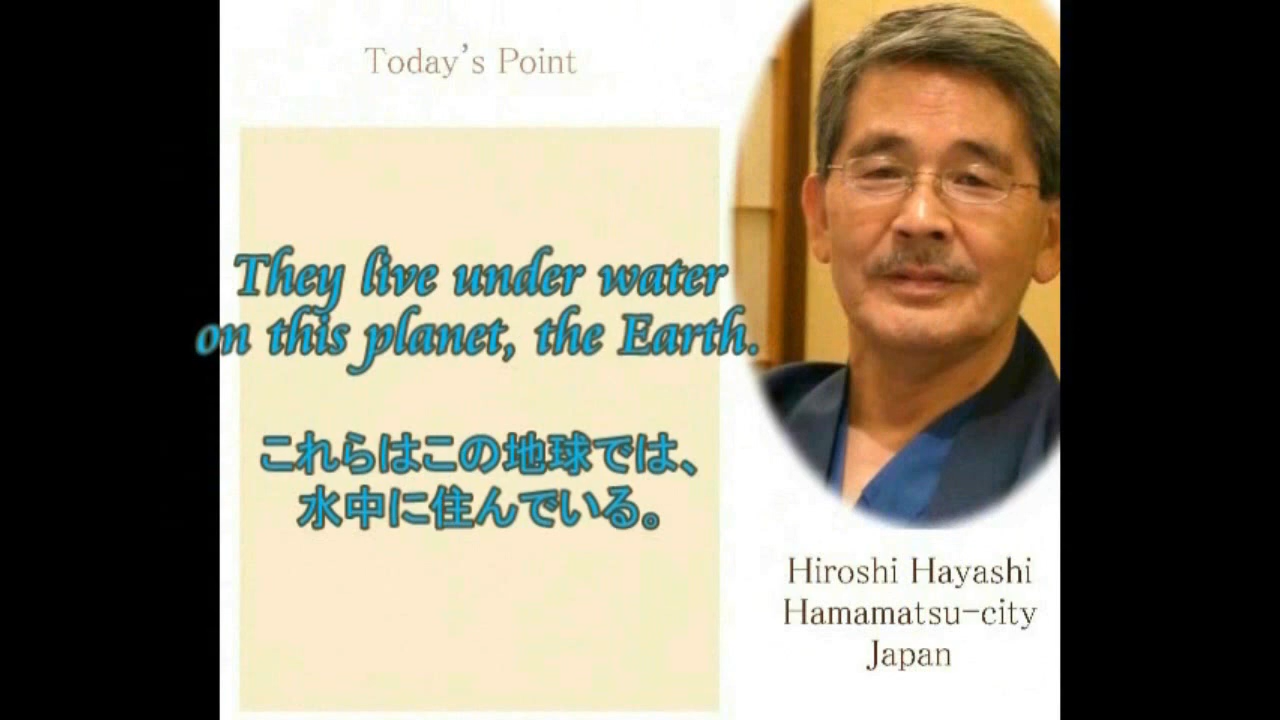 Today's Point
They live under water
on this planet, the Earth.
これらはこの地球では、
水中に住んでいる。
Hiroshi Hayashi
Hamamatsu-city
Japan